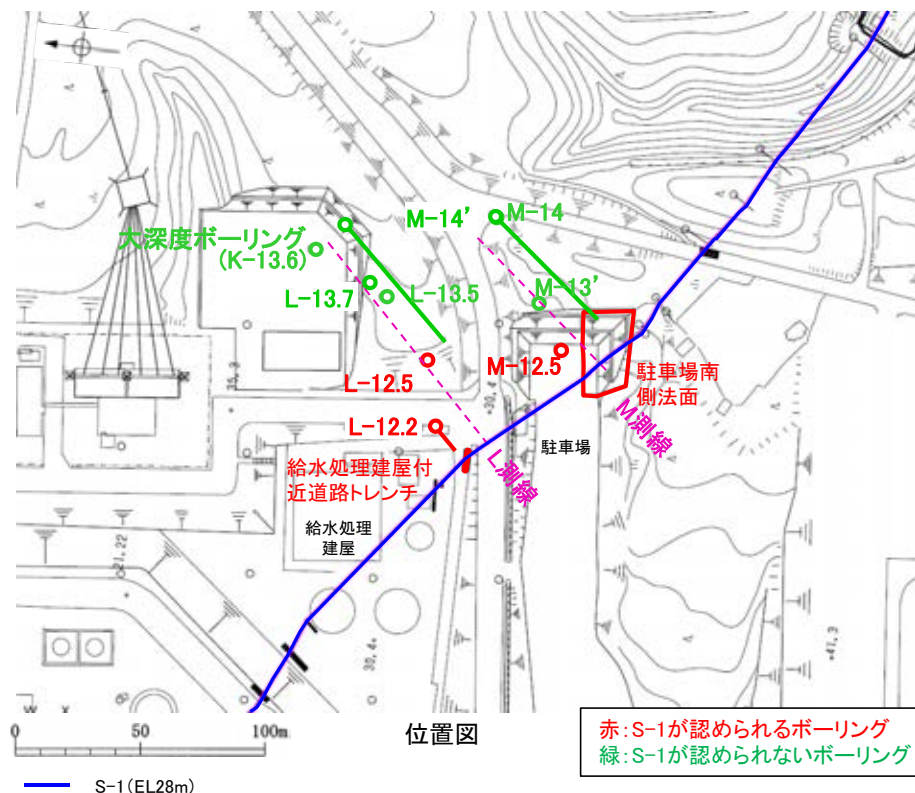 M-14'
M-14
大深度ボーリング
(K-13.6)
L-13.7
L-13.5
M-13'
35.3
L-12.5
M-12.5
駐車場南
側法面
+30.4
L-12.2
M測線
L測線
駐車場
給水処理建屋付
近道路トレンチ
給水処理
建屋
21.22
30.4
+41.3
0
50
100m
位置図
赤:S-1が認められるボーリング
緑:S-1が認められないボーリング
S-1(EL28m)